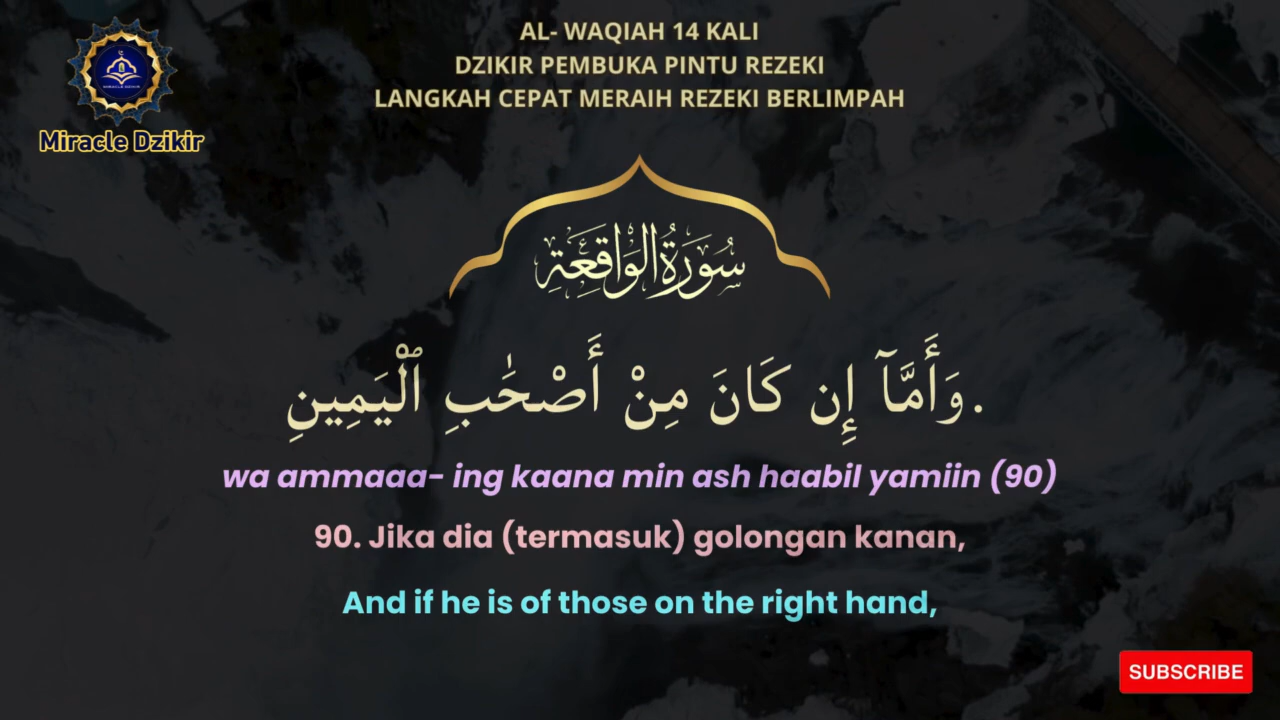 AL- WAQIAH 14 KALI
DZIKIR PEMBUKA PINTU REZEKI
LANGKAH CEPAT MERAIH REZEKI BERLIMPAH
Miracle Dzikir
سُورَةُ الوَاقِعَةِ
وَأَمَّآ إِن كَانَ مِنْ أَصْحَٰبِ ٱلْيَمِينِ.
wa ammaaa- ing kaana min ash haabil yamiin (90)
90. Jika dia (termasuk) golongan kanan,
And if he is of those on the right hand,
SUBSCRIBE